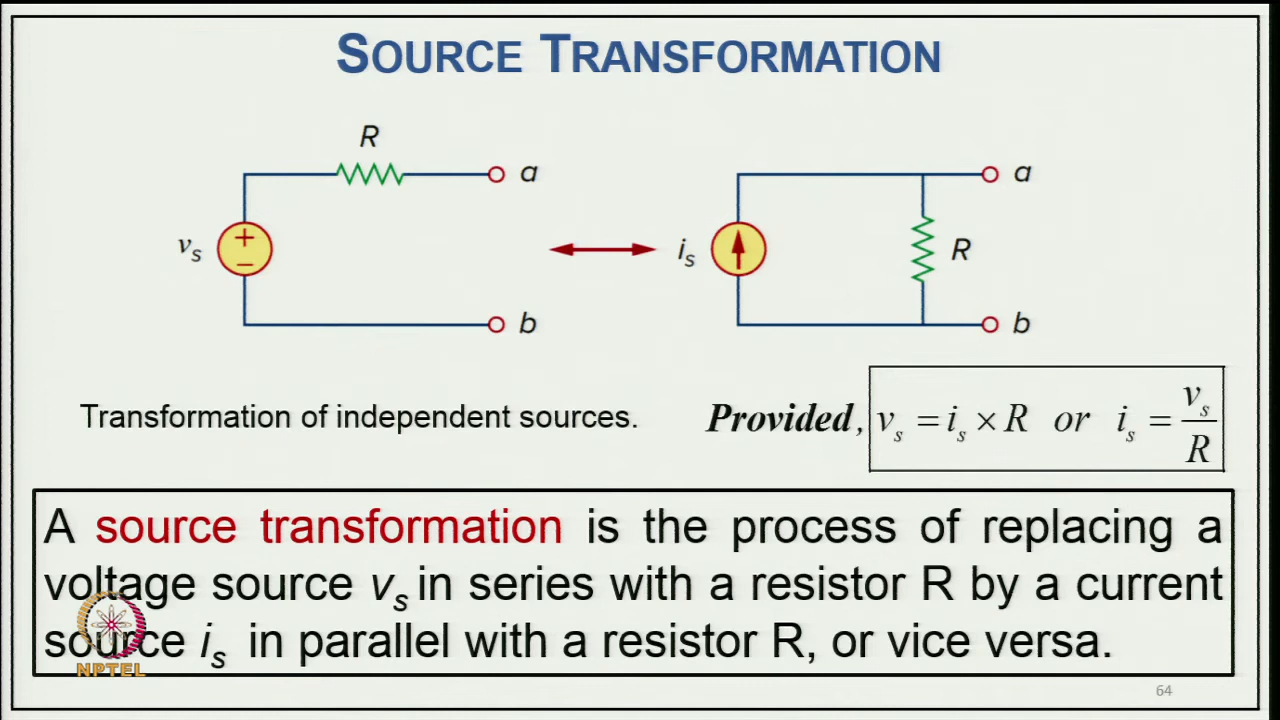 SOURCE TRANSFORMATION
R
a
vs
+
−
b
is
a
R
b
Transformation of independent sources.
Provided, vs = is × R or is = vs / R
A source transformation is the process of replacing a
voltage source vs in series with a resistor R by a current
source is in parallel with a resistor R, or vice versa.
NPTEL
64